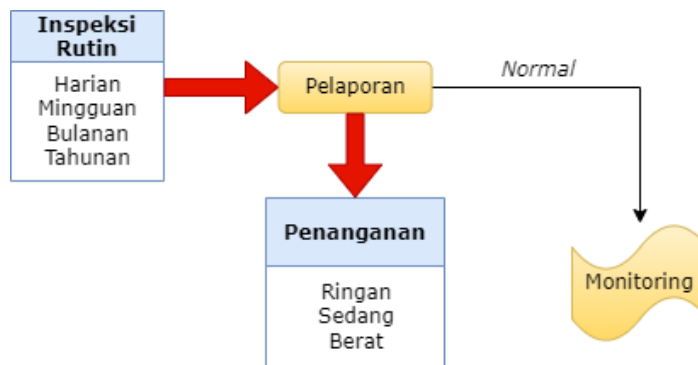 Inspeksi
Rutin
Harian
Mingguan
Bulanan
Tahunan
Pelaporan
Normal
Penanganan
Ringan
Sedang
Berat
Monitoring